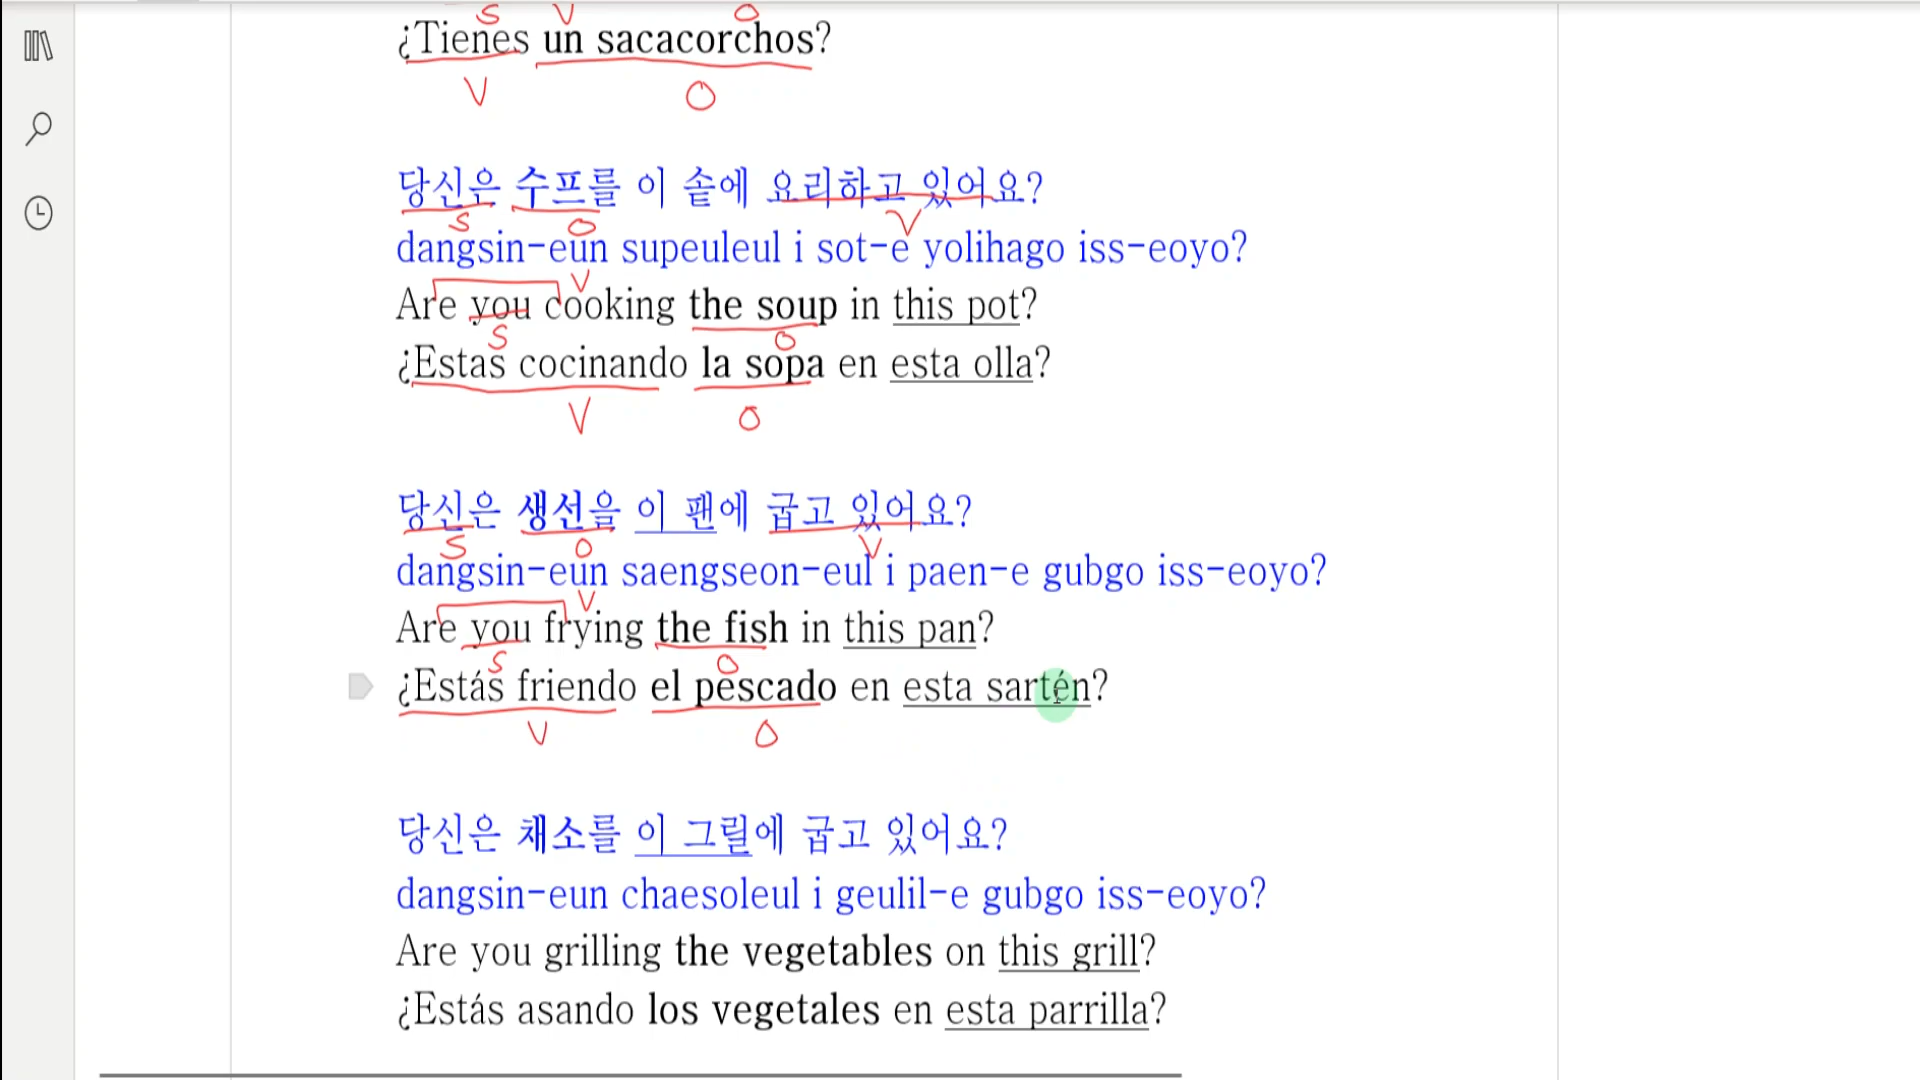 S V O
¿Tienes un sacacorchos?
V O
당신은 수프를 이 솥에 요리하고 있어요?
S O V
dangsin-eun supeuleul i sot-e yolihago iss-eoyo?
V
Are you cooking the soup in this pot?
S O
¿Estas cocinando la sopa en esta olla?
V O
당신은 생선을 이 팬에 굽고 있어요?
S O V
dangsin-eun saengseon-eul i paen-e gubgo iss-eoyo?
V
Are you frying the fish in this pan?
S O
¿Estás friendo el pescado en esta sartén?
V O
당신은 채소를 이 그릴에 굽고 있어요?
dangsin-eun chaesoleul i geulil-e gubgo iss-eoyo?
Are you grilling the vegetables on this grill?
¿Estás asando los vegetales en esta parrilla?